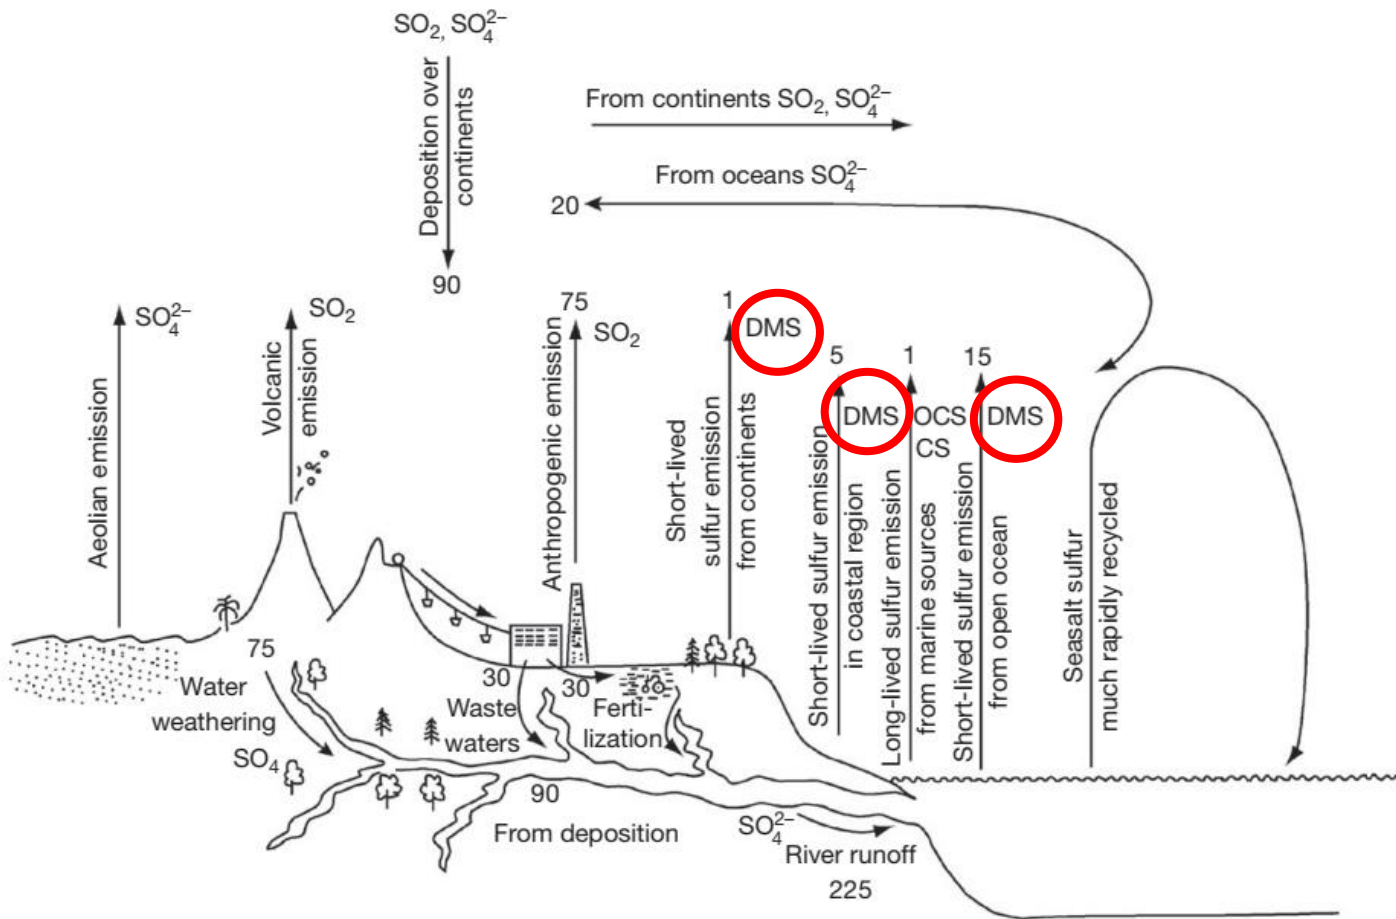 SO₂, SO₄²⁻
Deposition over
continents
90
From continents SO₂, SO₄²⁻
From oceans SO₄²⁻
20
SO₄²⁻
Aeolian emission
SO₂
Volcanic
emission
75
SO₂
Anthropogenic emission
1
DMS
Short-lived
sulfur emission
from continents
5
DMS
Short-lived sulfur emission
in coastal region
1
OCS
CS
Long-lived sulfur emission
from marine sources
15
DMS
Short-lived sulfur emission
from open ocean
Seasalt sulfur
much rapidly recycled
75
Water
weathering
SO₄
30
Waste
waters
30
Ferti-
lization
90
From deposition
SO₄²⁻
River runoff
225